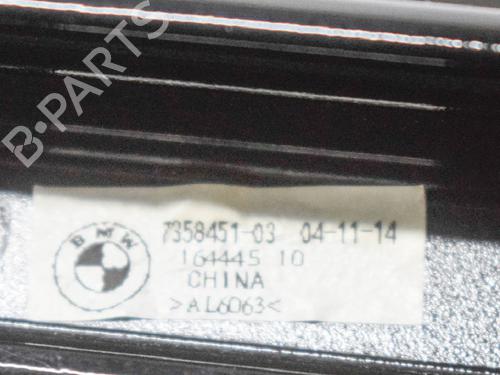 B·PARTS
BMW
7358451-03 04-11-14
164445 10
CHINA
>AL6063<